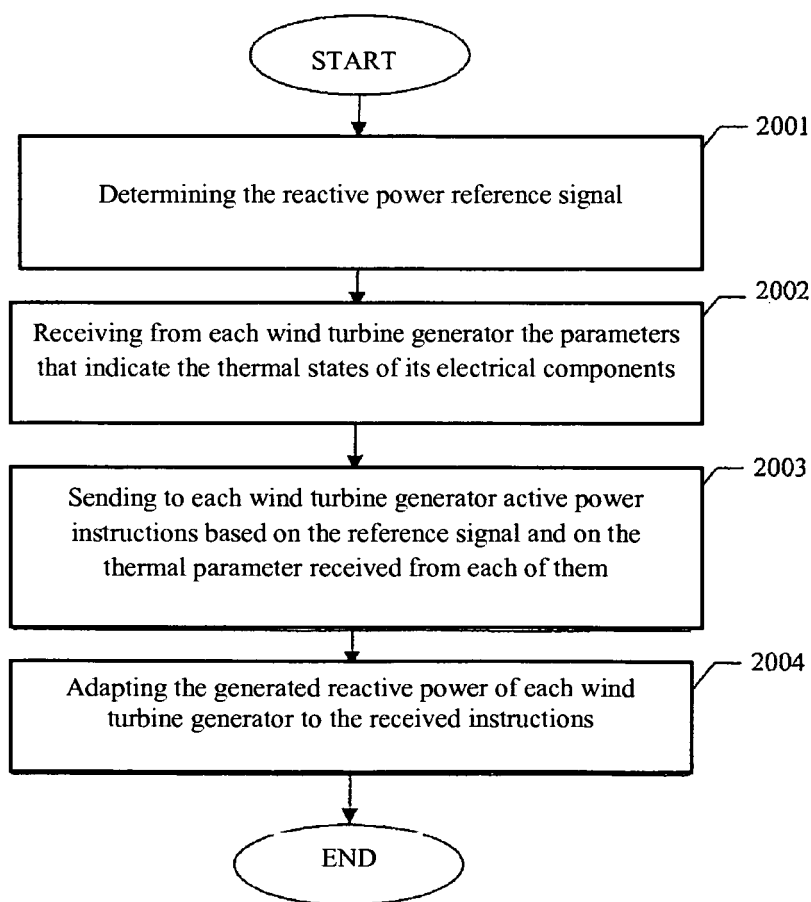 START
2001
Determining the reactive power reference signal
2002
Receiving from each wind turbine generator the parameters
that indicate the thermal states of its electrical components
2003
Sending to each wind turbine generator active power
instructions based on the reference signal and on the
thermal parameter received from each of them
2004
Adapting the generated reactive power of each wind
turbine generator to the received instructions
END